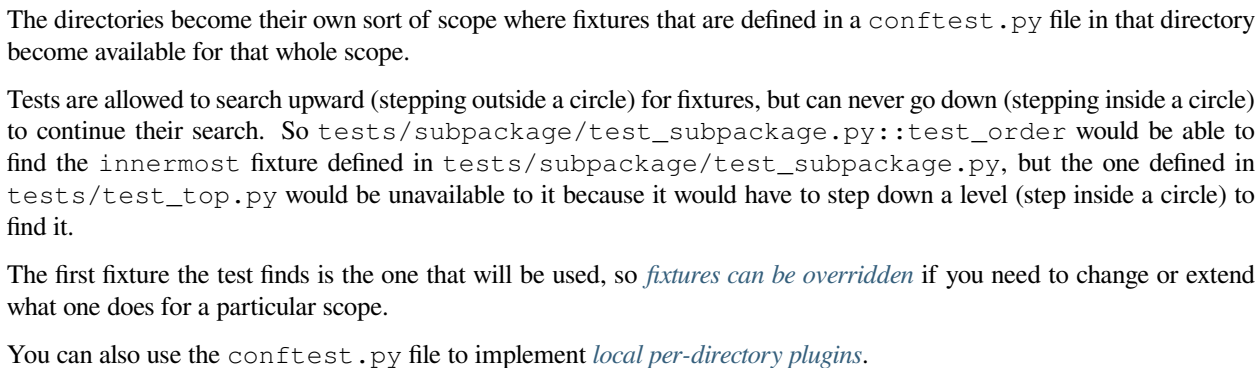 The directories become their own sort of scope where fixtures that are defined in a conftest.py file in that directory
become available for that whole scope.
Tests are allowed to search upward (stepping outside a circle) for fixtures, but can never go down (stepping inside a circle)
to continue their search. So tests/subpackage/test_subpackage.py::test_order would be able to
find the innermost fixture defined in tests/subpackage/test_subpackage.py, but the one defined in
tests/test_top.py would be unavailable to it because it would have to step down a level (step inside a circle) to
find it.
The first fixture the test finds is the one that will be used, so fixtures can be overridden if you need to change or extend
what one does for a particular scope.
You can also use the conftest.py file to implement local per-directory plugins.